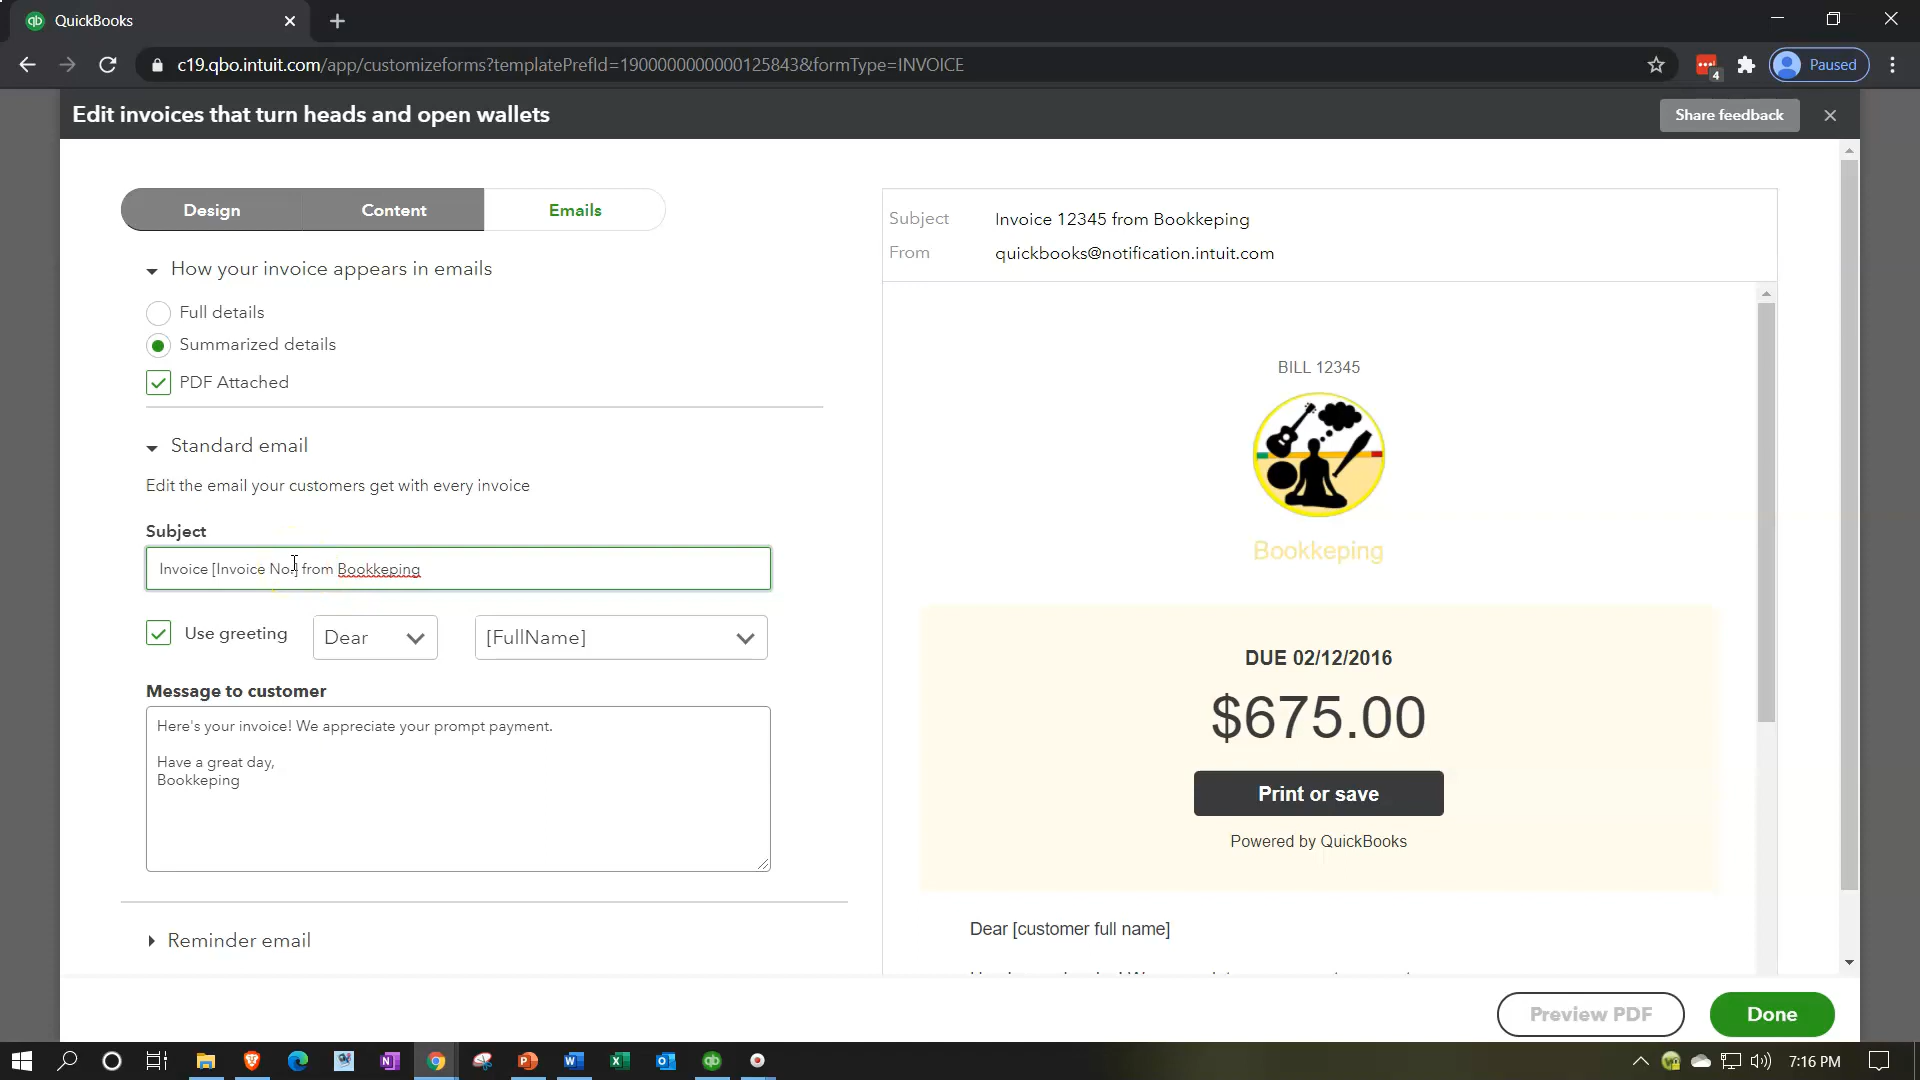 QuickBooks
c19.qbo.intuit.com/app/customizeforms?templatePrefId=1900000000000125843&formType=INVOICE
4
Paused
Edit invoices that turn heads and open wallets
Share feedback
Design
Content
Emails
How your invoice appears in emails
Full details
Summarized details
PDF Attached
Standard email
Edit the email your customers get with every invoice
Subject
Invoice [Invoice No.] from Bookkeping
Use greeting
Dear
[FullName]
Message to customer
Here's your invoice! We appreciate your prompt payment.
Have a great day,
Bookkeping
Reminder email
Subject
Invoice 12345 from Bookkeping
From
quickbooks@notification.intuit.com
BILL 12345
Bookkeping
DUE 02/12/2016
$675.00
Print or save
Powered by QuickBooks
Dear [customer full name]
Preview PDF
Done
7:16 PM